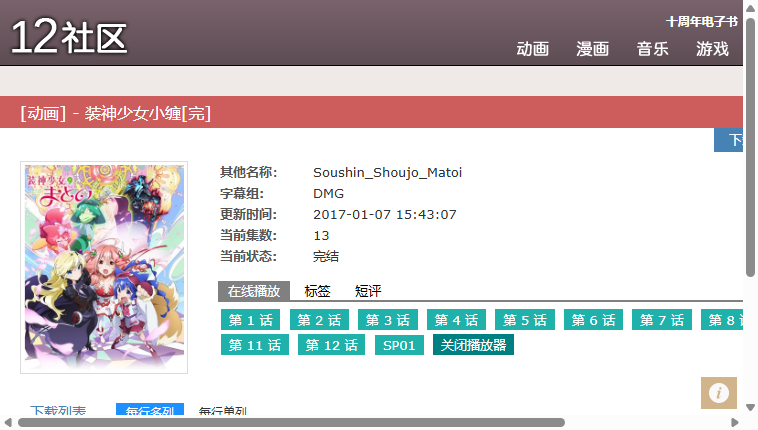 12社区
十周年电子书
动画 漫画 音乐 游戏
[动画] - 装神少女小缠[完]
下
装神少女
まとい
其他名称: Soushin_Shoujo_Matoi
字幕组: DMG
更新时间: 2017-01-07 15:43:07
当前集数: 13
当前状态: 完结
在线播放 标签 短评
第 1 话 第 2 话 第 3 话 第 4 话 第 5 话 第 6 话 第 7 话 第 8
第 11 话 第 12 话 SP01 关闭播放器
i
下载列表 每行多列 每行单列